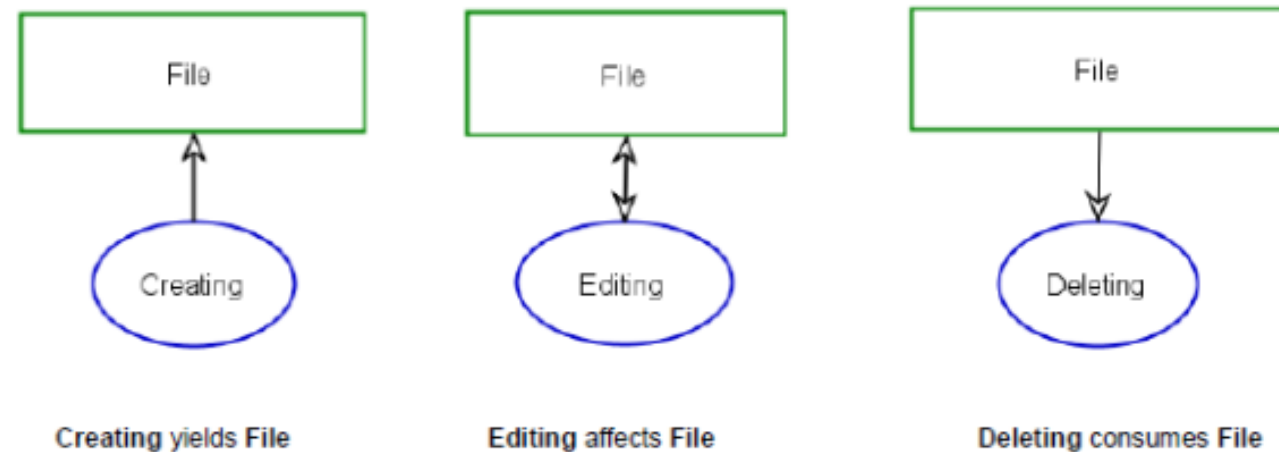 File
File
File
Creating
Editing
Deleting
Creating yields File
Editing affects File
Deleting consumes File